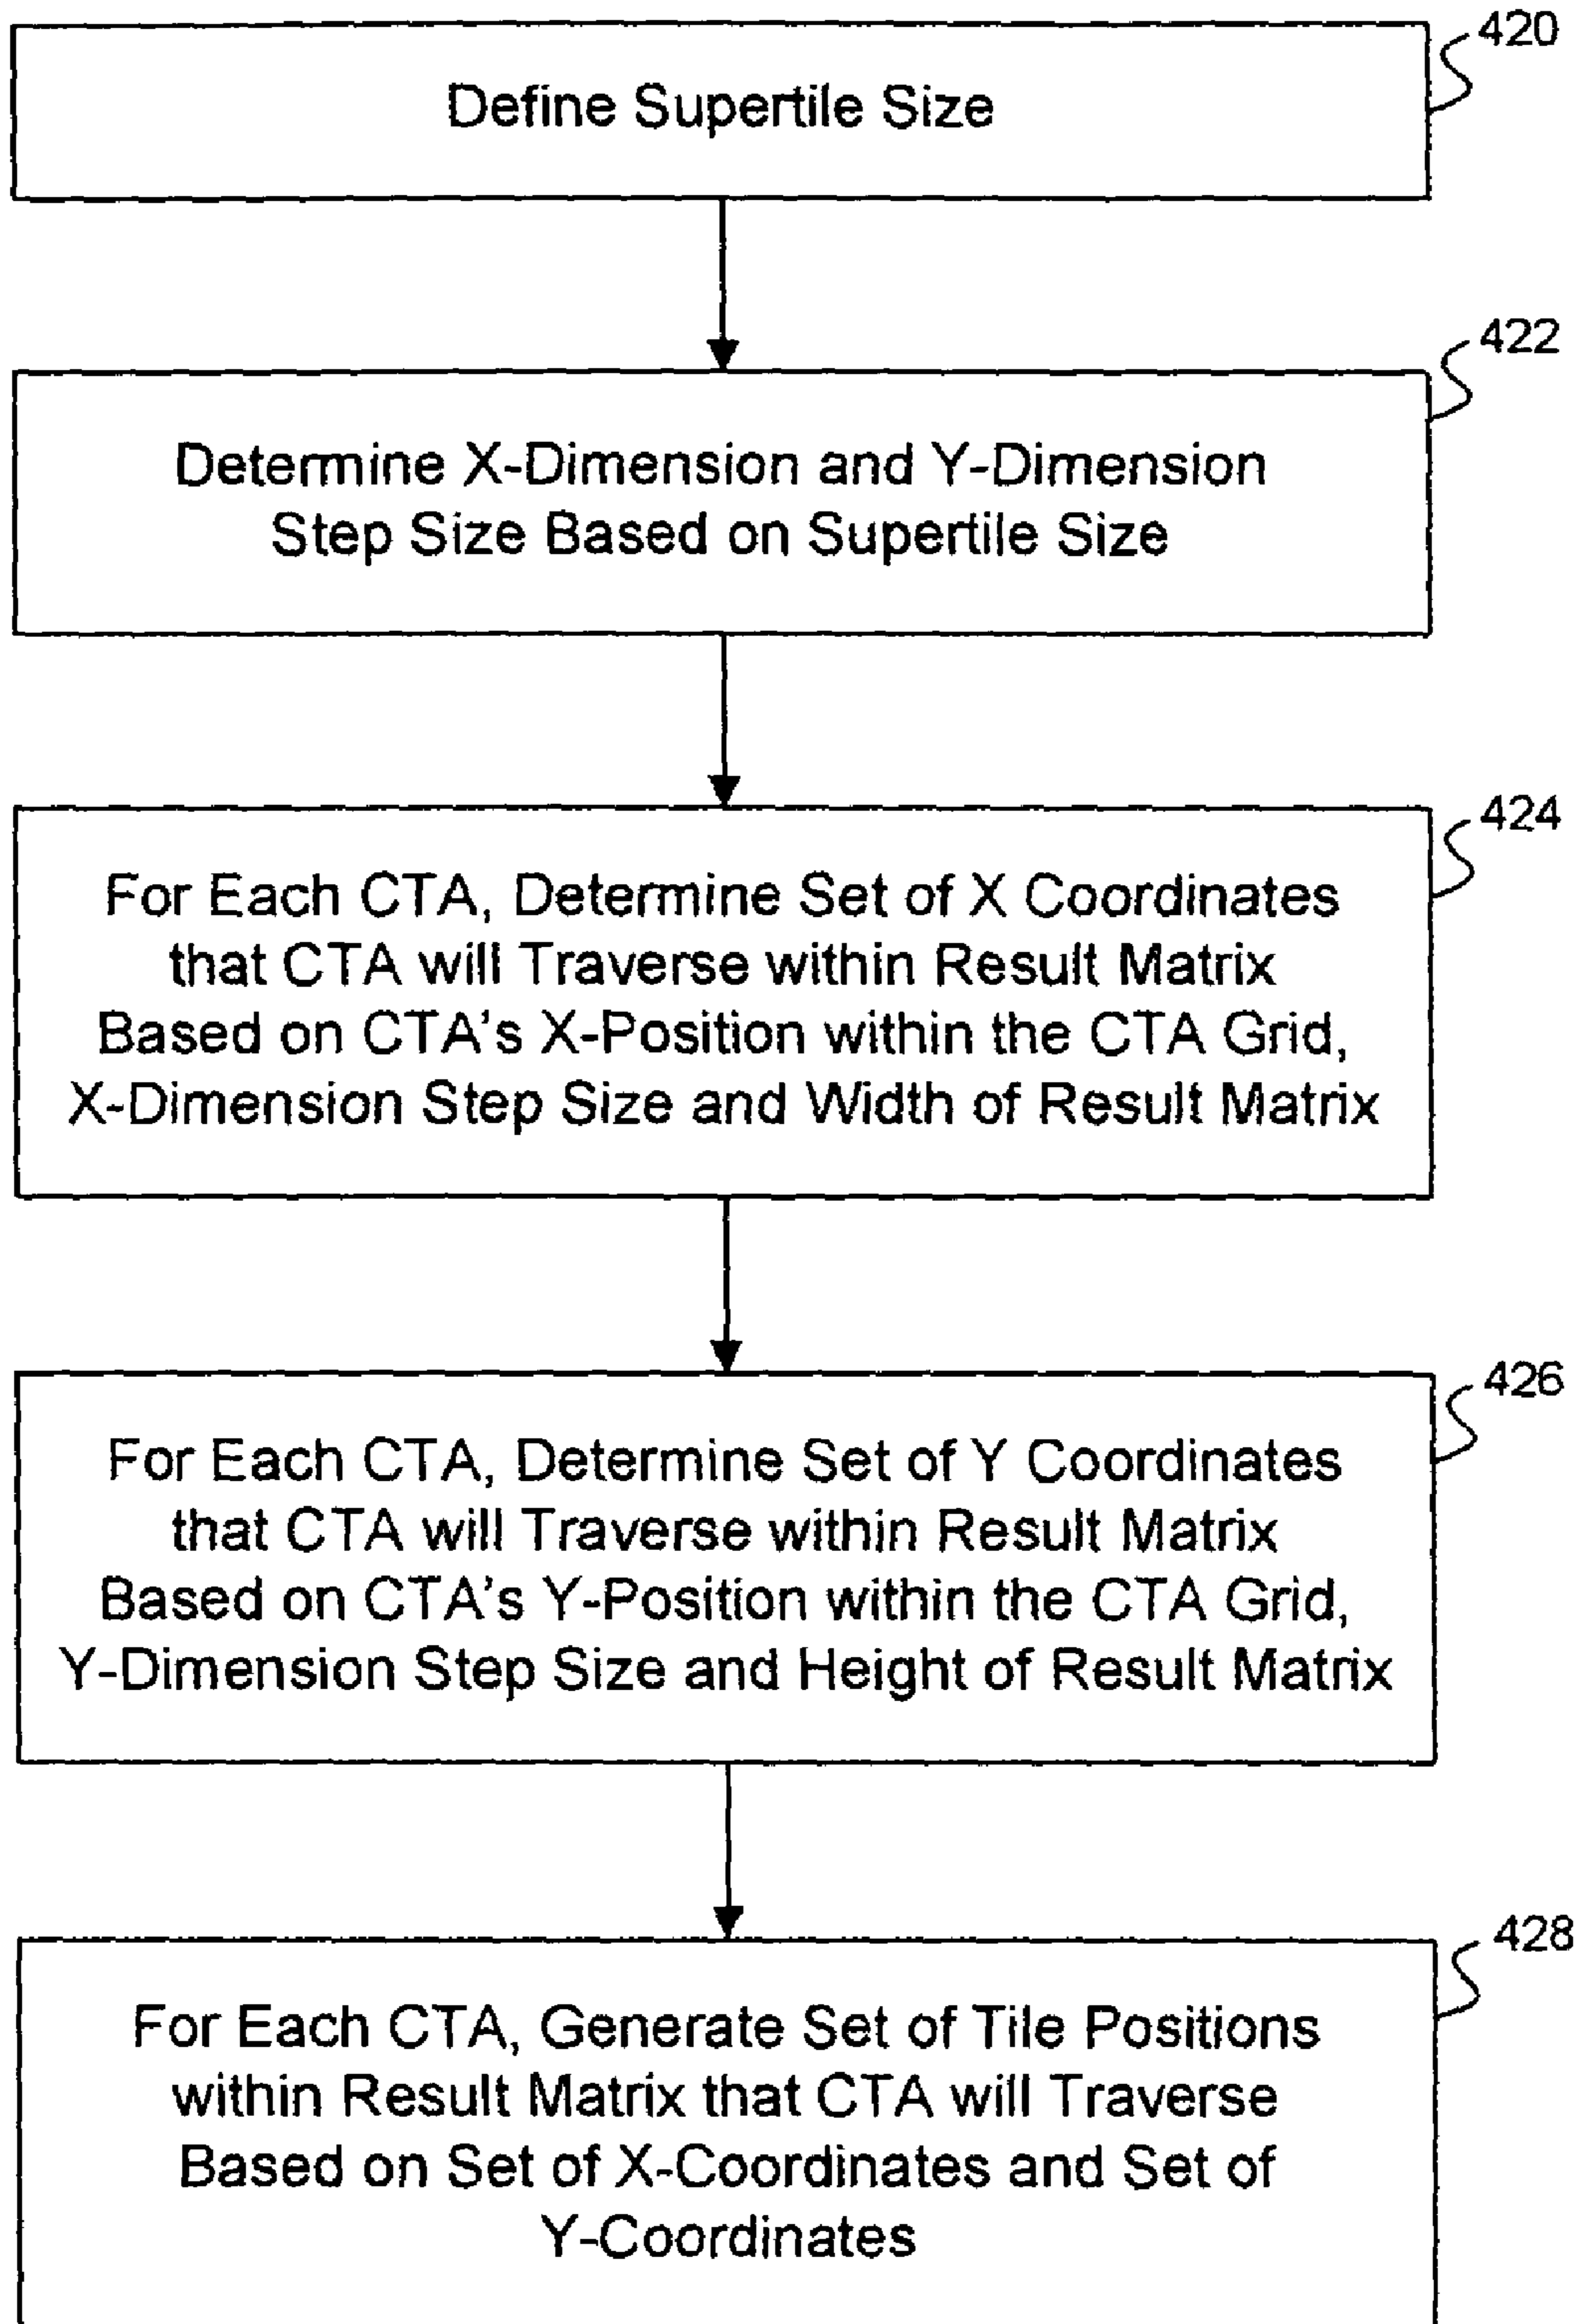 420
Define Supertile Size
422
Determine X-Dimension and Y-Dimension
Step Size Based on Supertile Size
424
For Each CTA, Determine Set of X Coordinates
that CTA will Traverse within Result Matrix
Based on CTA's X-Position within the CTA Grid,
X-Dimension Step Size and Width of Result Matrix
426
For Each CTA, Determine Set of Y Coordinates
that CTA will Traverse within Result Matrix
Based on CTA's Y-Position within the CTA Grid,
Y-Dimension Step Size and Height of Result Matrix
428
For Each CTA, Generate Set of Tile Positions
within Result Matrix that CTA will Traverse
Based on Set of X-Coordinates and Set of
Y-Coordinates